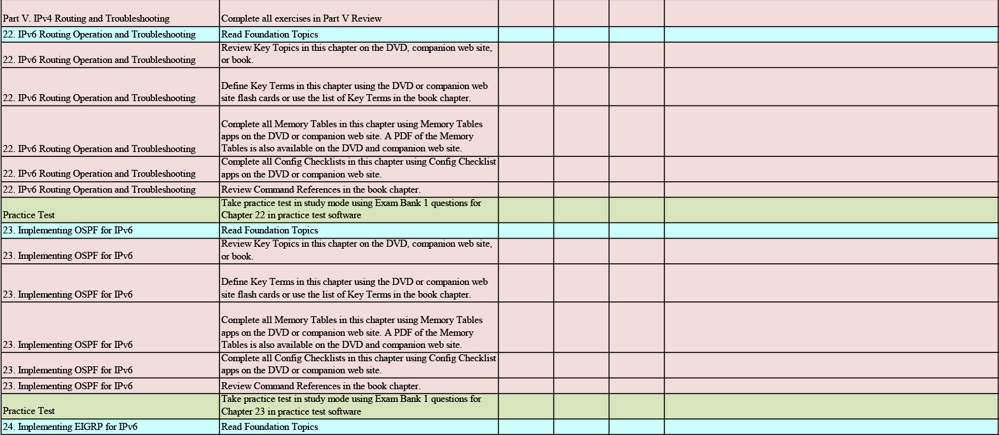 Part V. IPv4 Routing and Troubleshooting
Complete all exercises in Part V Review
22. IPv6 Routing Operation and Troubleshooting
Read Foundation Topics
22. IPv6 Routing Operation and Troubleshooting
Review Key Topics in this chapter on the DVD, companion web site,
or book.
22. IPv6 Routing Operation and Troubleshooting
Define Key Terms in this chapter using the DVD or companion web
site flash cards or use the list of Key Terms in the book chapter.
22. IPv6 Routing Operation and Troubleshooting
Complete all Memory Tables in this chapter using Memory Tables
apps on the DVD or companion web site. A PDF of the Memory
Tables is also available on the DVD and companion web site.
22. IPv6 Routing Operation and Troubleshooting
Complete all Config Checklists in this chapter using Config Checklist
apps on the DVD or companion web site.
22. IPv6 Routing Operation and Troubleshooting
Review Command References in the book chapter.
Practice Test
Take practice test in study mode using Exam Bank 1 questions for
Chapter 22 in practice test software
23. Implementing OSPF for IPv6
Read Foundation Topics
23. Implementing OSPF for IPv6
Review Key Topics in this chapter on the DVD, companion web site,
or book.
23. Implementing OSPF for IPv6
Define Key Terms in this chapter using the DVD or companion web
site flash cards or use the list of Key Terms in the book chapter.
23. Implementing OSPF for IPv6
Complete all Memory Tables in this chapter using Memory Tables
apps on the DVD or companion web site. A PDF of the Memory
Tables is also available on the DVD and companion web site.
23. Implementing OSPF for IPv6
Complete all Config Checklists in this chapter using Config Checklist
apps on the DVD or companion web site.
23. Implementing OSPF for IPv6
Review Command References in the book chapter.
Practice Test
Take practice test in study mode using Exam Bank 1 questions for
Chapter 23 in practice test software
24. Implementing EIGRP for IPv6
Read Foundation Topics